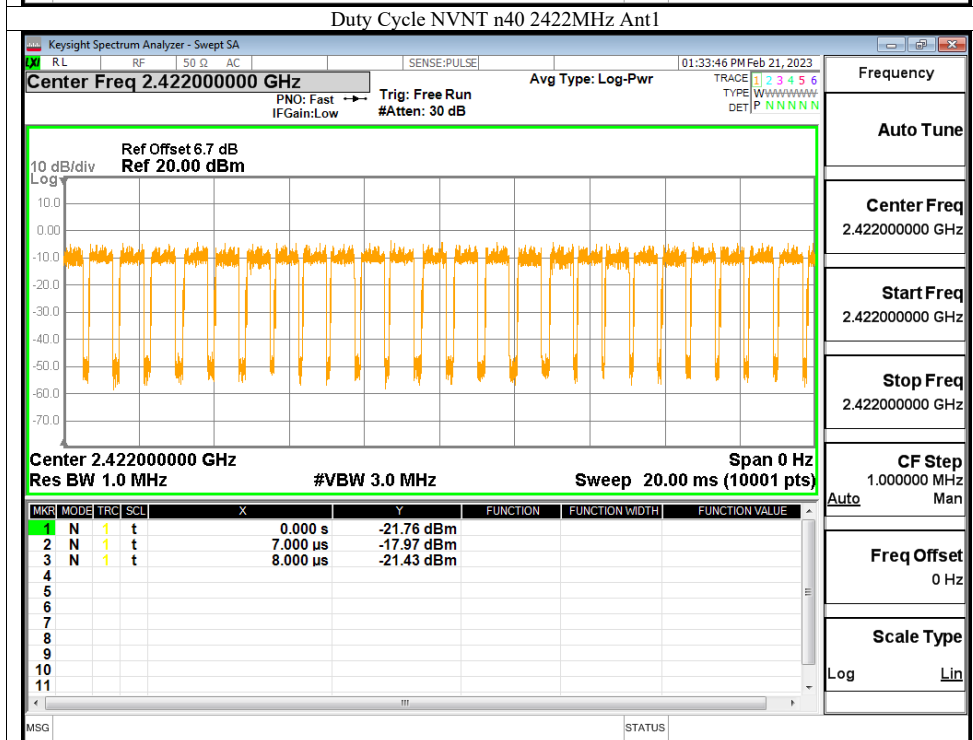 Duty Cycle NVNT n40 2422MHz Ant1
Keysight Spectrum Analyzer - Swept SA
LXI RL RF 50 Ω AC SENSE:PULSE 01:33:46 PM Feb 21, 2023
Center Freq 2.422000000 GHz Avg Type: Log-Pwr TRACE 1 2 3 4 5 6
PNO: Fast Trig: Free Run TYPE WWWWWWW
IFGain:Low #Atten: 30 dB DET P N N N N N
Ref Offset 6.7 dB
10 dB/div Ref 20.00 dBm
Log
10.0
0.00
-10.0
-20.0
-30.0
-40.0
-50.0
-60.0
-70.0
Center 2.422000000 GHz Span 0 Hz
Res BW 1.0 MHz #VBW 3.0 MHz Sweep 20.00 ms (10001 pts)
MKR MODE TRC SCL X Y FUNCTION FUNCTION WIDTH FUNCTION VALUE
1 N 1 t 0.000 s -21.76 dBm
2 N 1 t 7.000 µs -17.97 dBm
3 N 1 t 8.000 µs -21.43 dBm
4
5
6
7
8
9
10
11
MSG STATUS
Frequency
Auto Tune
Center Freq
2.422000000 GHz
Start Freq
2.422000000 GHz
Stop Freq
2.422000000 GHz
CF Step
1.000000 MHz
Auto Man
Freq Offset
0 Hz
Scale Type
Log Lin